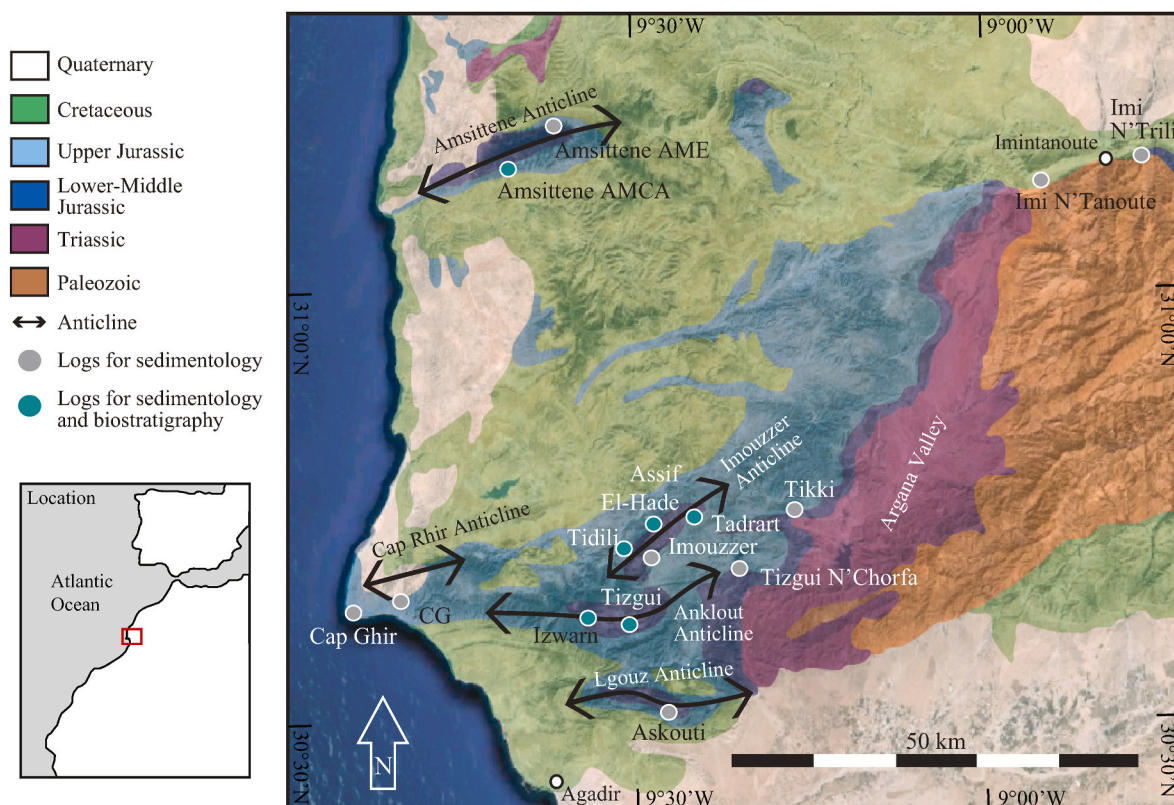 Quaternary
Cretaceous
Upper Jurassic
Lower-Middle
Jurassic
Triassic
Paleozoic
Anticline
Logs for sedimentology
Logs for sedimentology
and biostratigraphy
Location
Atlantic
Ocean
9°30'W
9°00'W
Amsittene Anticline
Amsittene AME
Amsittene AMCA
Imi
N'Trili
Imintanoute
Imi N'Tanoute
31°00'N
31°00'N
Argana Valley
Imouzzer
Anticline
Assif
El-Hade
Tikki
Tadrart
Tidili
Imouzzer
Cap Rhir Anticline
Tizgui N'Chorfa
Tizgui
CG
Cap Ghir
Izwarn
Anklout
Anticline
Lgouz Anticline
Askouti
30°30'N
30°30'N
50 km
N
Agadir
9°30'W
9°00'W